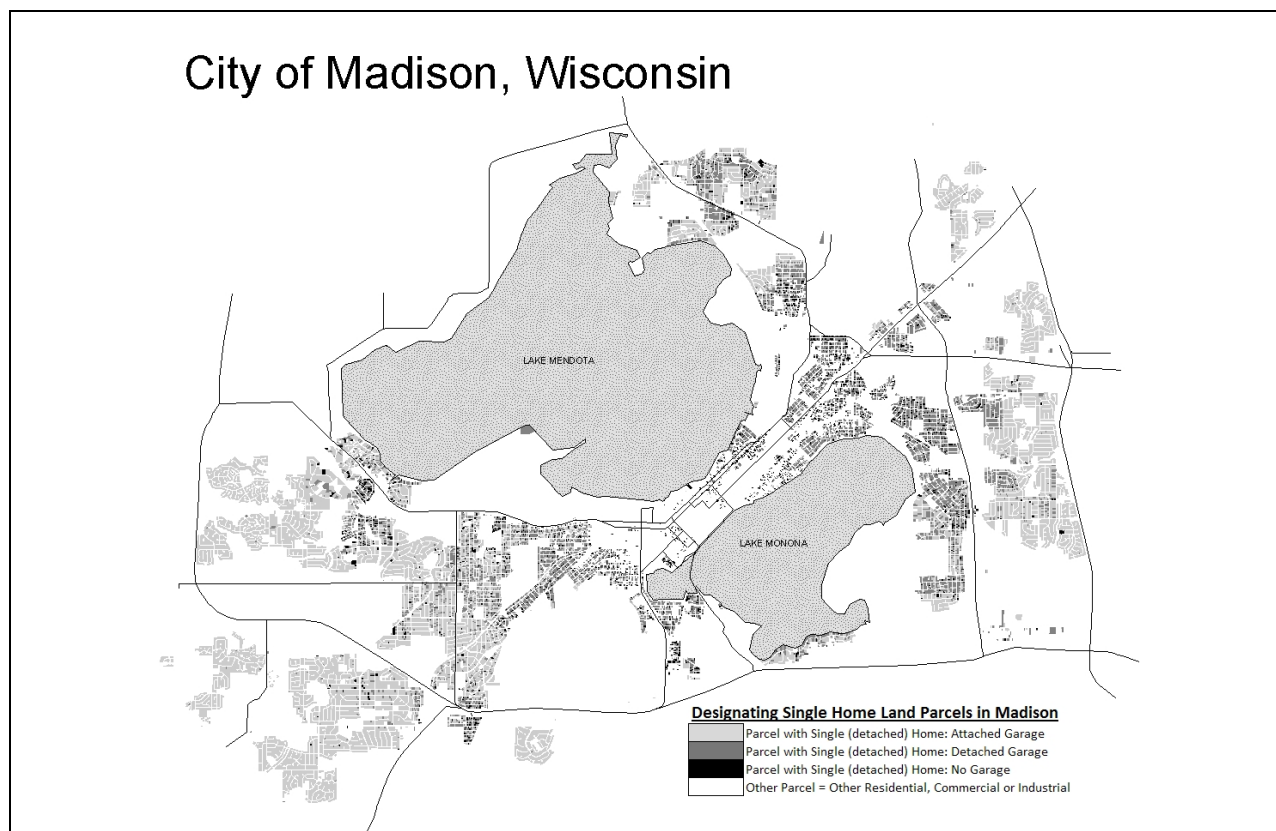 City of Madison, Wisconsin
LAKE MENDOTA
LAKE MONONA
Designating Single Home Land Parcels in Madison
Parcel with Single (detached) Home: Attached Garage
Parcel with Single (detached) Home: Detached Garage
Parcel with Single (detached) Home: No Garage
Other Parcel = Other Residential, Commercial or Industrial